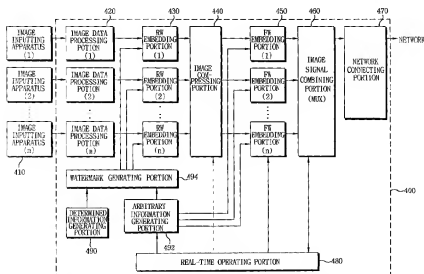 420
430
440
450
460
470
IMAGE INPUTTING APPARATUS (1)
IMAGE DATA PROCESSING POTION (1)
RW EMBEDDING PORTION (1)
IMAGE COMPRESSING PORTION
FW EMBEDDING PORTION (1)
IMAGE SIGNAL COMBINING PORTION (MUX)
NETWORK CONNECTING PORTION
NETWORK
IMAGE INPUTTING APPARATUS (2)
IMAGE DATA PROCESSING PORTION (2)
RW EMBEDDING PORTION (2)
FW EMBEDDING PORTION (2)
IMAGE INPUTTING APPARATUS (n)
IMAGE DATA PROCESSING PORTION (n)
RW EMBEDDING PORTION (n)
FW EMBEDDING PORTION (n)
410
WATERMARK GENRATING PORTION
494
400
DETERMINED INFORMATION GENERATING PORTION
490
ARBITRARY INFORMATION GENERATING PORTION
492
REAL-TIME OPERATING PORTION
480